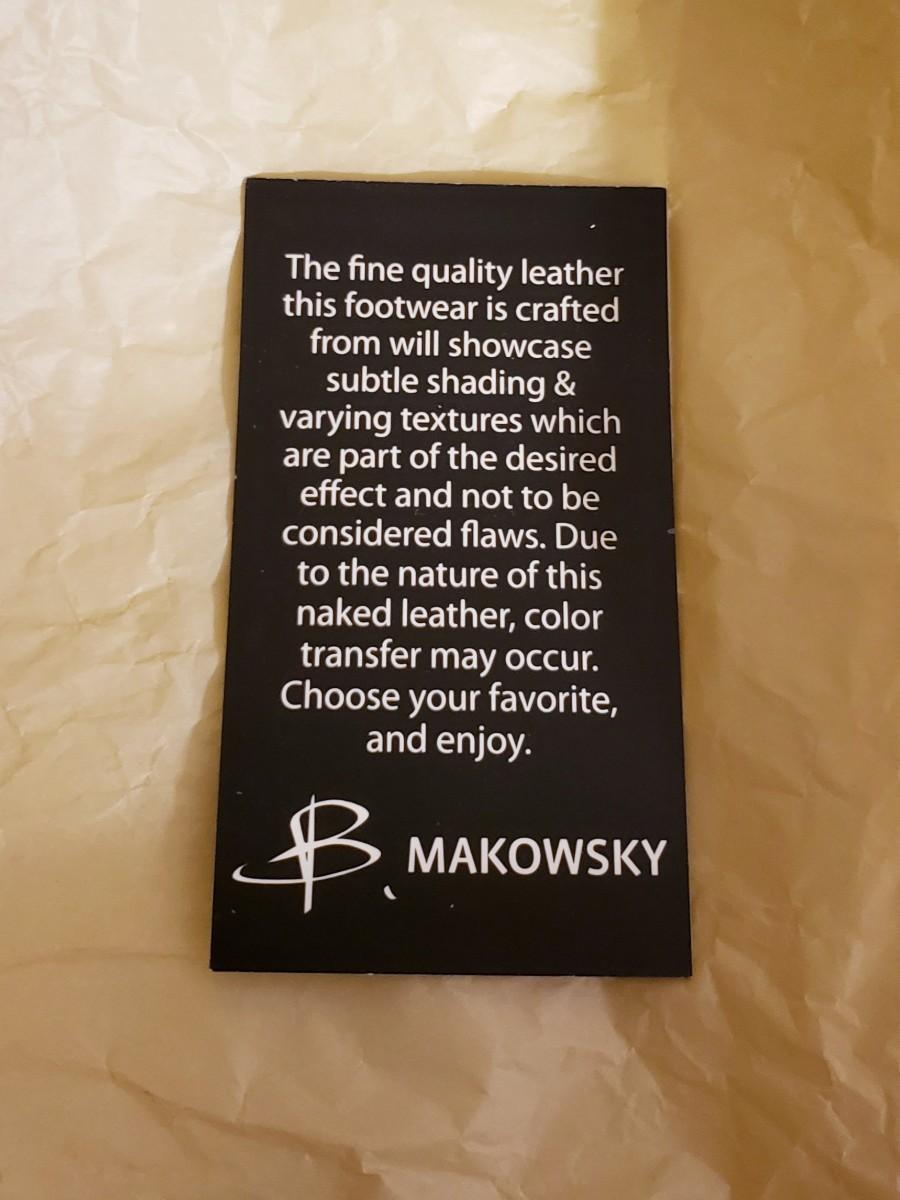 The fine quality leather
this footwear is crafted
from will showcase
subtle shading &
varying textures which
are part of the desired
effect and not to be
considered flaws. Due
to the nature of this
naked leather, color
transfer may occur.
Choose your favorite,
and enjoy.
B. MAKOWSKY